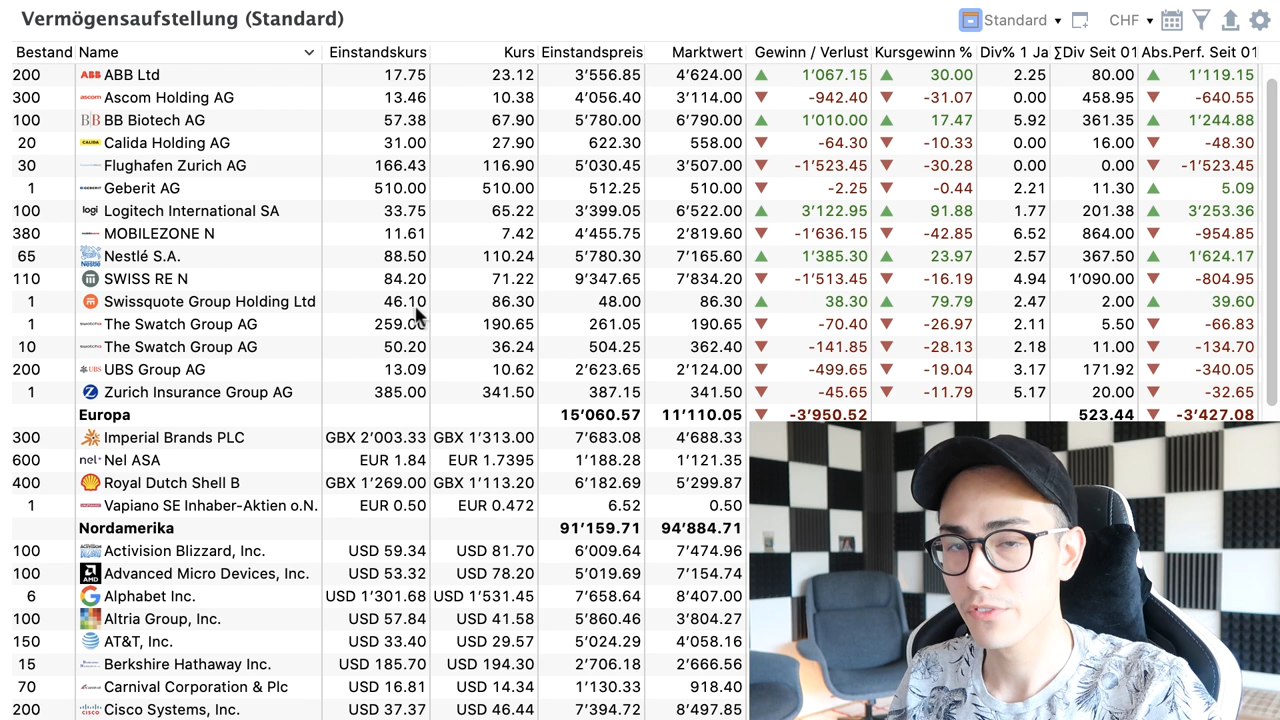 Vermögensaufstellung (Standard)
Standard CHF
Bestand Name Einstandskurs Kurs Einstandspreis Marktwert Gewinn / Verlust Kursgewinn % Div% 1 Ja ∑Div Seit 01 Abs.Perf. Seit 01
200 ABB ABB Ltd 17.75 23.12 3’556.85 4’624.00 1’067.15 30.00 2.25 80.00 1’119.15
300 ascom Ascom Holding AG 13.46 10.38 4’056.40 3’114.00 -942.40 -31.07 0.00 458.95 -640.55
100 B|B BB Biotech AG 57.38 67.90 5’780.00 6’790.00 1’010.00 17.47 5.92 361.35 1’244.88
20 CALIDA Calida Holding AG 31.00 27.90 622.30 558.00 -64.30 -10.33 0.00 16.00 -48.30
30 Flughafen Zurich AG 166.43 116.90 5’030.45 3’507.00 -1’523.45 -30.28 0.00 0.00 -1’523.45
1 GEBERIT Geberit AG 510.00 510.00 512.25 510.00 -2.25 -0.44 2.21 11.30 5.09
100 logi Logitech International SA 33.75 65.22 3’399.05 6’522.00 3’122.95 91.88 1.77 201.38 3’253.36
380 MOBILEZONE N 11.61 7.42 4’455.75 2’819.60 -1’636.15 -42.85 6.52 864.00 -954.85
65 Nestlé Nestlé S.A. 88.50 110.24 5’780.30 7’165.60 1’385.30 23.97 2.57 367.50 1’624.17
110 SWISS RE N 84.20 71.22 9’347.65 7’834.20 -1’513.45 -16.19 4.94 1’090.00 -804.95
1 Swissquote Group Holding Ltd 46.10 86.30 48.00 86.30 38.30 79.79 2.47 2.00 39.60
1 The Swatch Group AG 259.00 190.65 261.05 190.65 -70.40 -26.97 2.11 5.50 -66.83
10 The Swatch Group AG 50.20 36.24 504.25 362.40 -141.85 -28.13 2.18 11.00 -134.70
200 UBS UBS Group AG 13.09 10.62 2’623.65 2’124.00 -499.65 -19.04 3.17 171.92 -340.05
1 Zurich Insurance Group AG 385.00 341.50 387.15 341.50 -45.65 -11.79 5.17 20.00 -32.65
Europa 15’060.57 11’110.05 -3’950.52 523.44 -3’427.08
300 Imperial Brands PLC GBX 2’003.33 GBX 1’313.00 7’683.08 4’688.33
600 nel• Nel ASA EUR 1.84 EUR 1.7395 1’188.28 1’121.35
400 Royal Dutch Shell B GBX 1’269.00 GBX 1’113.20 6’182.69 5’299.87
1 Vapiano SE Inhaber-Aktien o.N. EUR 0.50 EUR 0.472 6.52 0.50
Nordamerika 91’159.71 94’884.71
100 Activision Blizzard, Inc. USD 59.34 USD 81.70 6’009.64 7’474.96
100 AMD Advanced Micro Devices, Inc. USD 53.32 USD 78.20 5’019.69 7’154.74
6 Alphabet Inc. USD 1’301.68 USD 1’531.45 7’658.64 8’407.00
100 Altria Group, Inc. USD 57.84 USD 41.58 5’860.46 3’804.27
150 AT&T, Inc. USD 33.40 USD 29.57 5’024.29 4’058.16
15 Berkshire Hathaway Inc. USD 185.70 USD 194.30 2’706.18 2’666.56
70 Carnival Corporation & Plc USD 16.81 USD 14.34 1’130.33 918.40
200 CISCO Cisco Systems, Inc. USD 37.37 USD 46.44 7’394.72 8’497.85